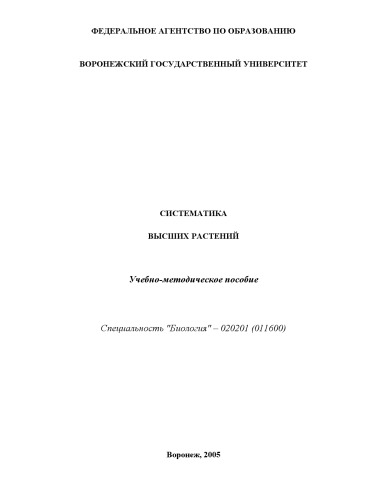 ФЕДЕРАЛЬНОЕ АГЕНТСТВО ПО ОБРАЗОВАНИЮ
ВОРОНЕЖСКИЙ ГОСУДАРСТВЕННЫЙ УНИВЕРСИТЕТ
СИСТЕМАТИКА
ВЫСШИХ РАСТЕНИЙ
Учебно-методическое пособие
Специальность "Биология" – 020201 (011600)
Воронеж, 2005